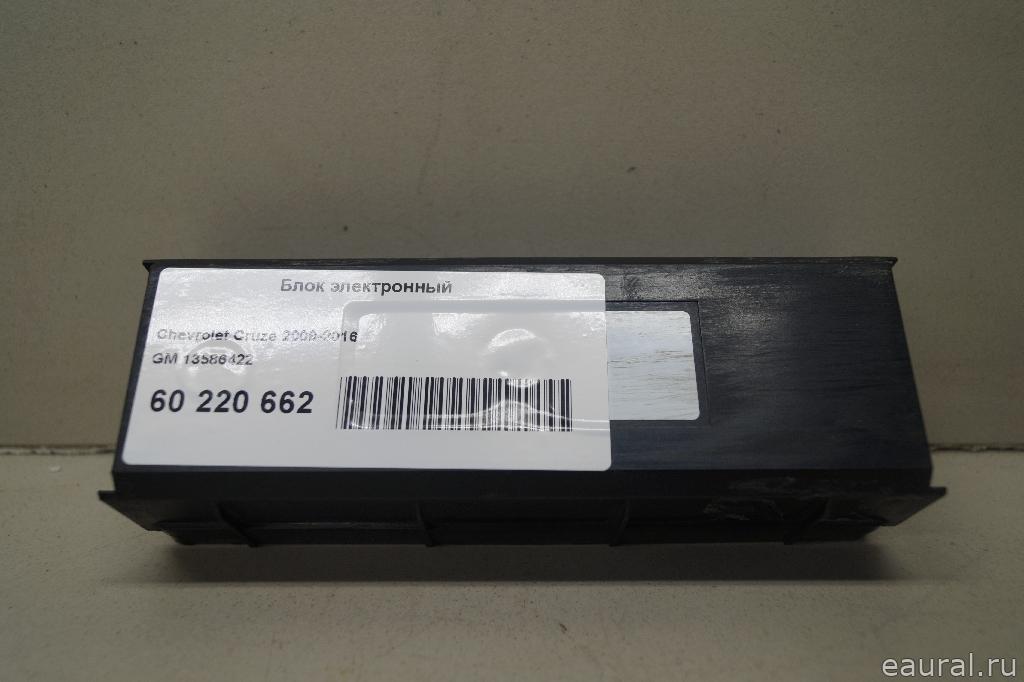 Блок электронный
Chevrolet Cruze 2009-2016
GM 13586422
60 220 662
eaural.ru